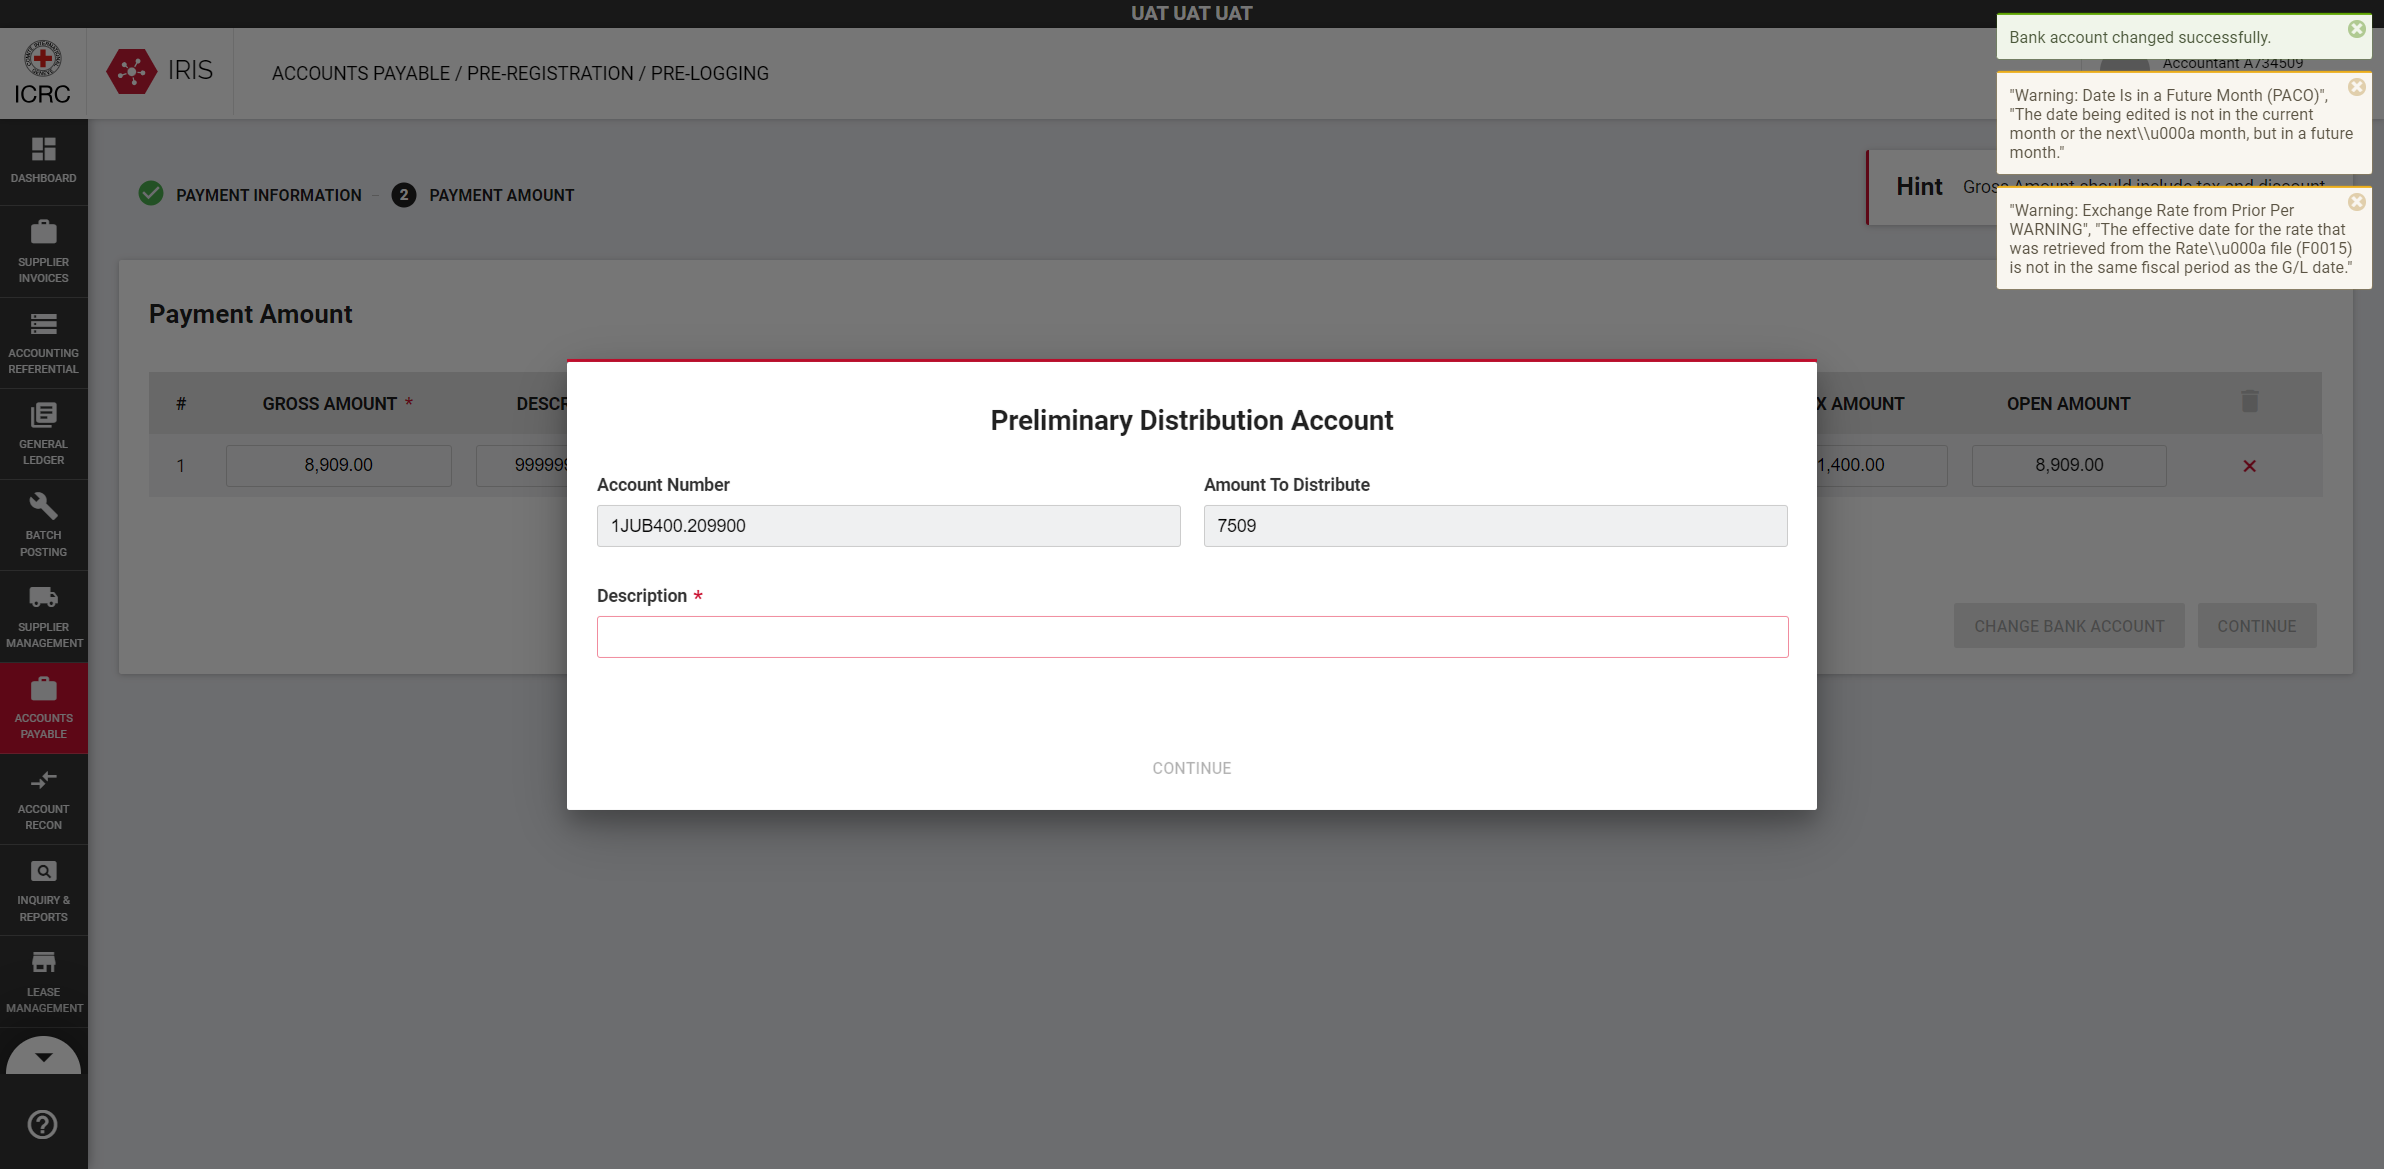 UAT UAT UAT
ICRC
IRIS
ACCOUNTS PAYABLE / PRE-REGISTRATION / PRE-LOGGING
Accountant A734509
Bank account changed successfully.
"Warning: Date Is in a Future Month (PACO)",
"The date being edited is not in the current
month or the next\\u000a month, but in a future
month."
"Warning: Exchange Rate from Prior Per
WARNING", "The effective date for the rate that
was retrieved from the Rate\\u000a file (F0015)
is not in the same fiscal period as the G/L date."
DASHBOARD
SUPPLIER
INVOICES
ACCOUNTING
REFERENTIAL
GENERAL
LEDGER
BATCH
POSTING
SUPPLIER
MANAGEMENT
ACCOUNTS
PAYABLE
ACCOUNT
RECON
INQUIRY &
REPORTS
LEASE
MANAGEMENT
PAYMENT INFORMATION
2 PAYMENT AMOUNT
Hint Gross Amount should include tax and discount
Payment Amount
# GROSS AMOUNT * DESCR X AMOUNT OPEN AMOUNT
1 8,909.00 99999 1,400.00 8,909.00
CHANGE BANK ACCOUNT CONTINUE
Preliminary Distribution Account
Account Number Amount To Distribute
1JUB400.209900 7509
Description *
CONTINUE